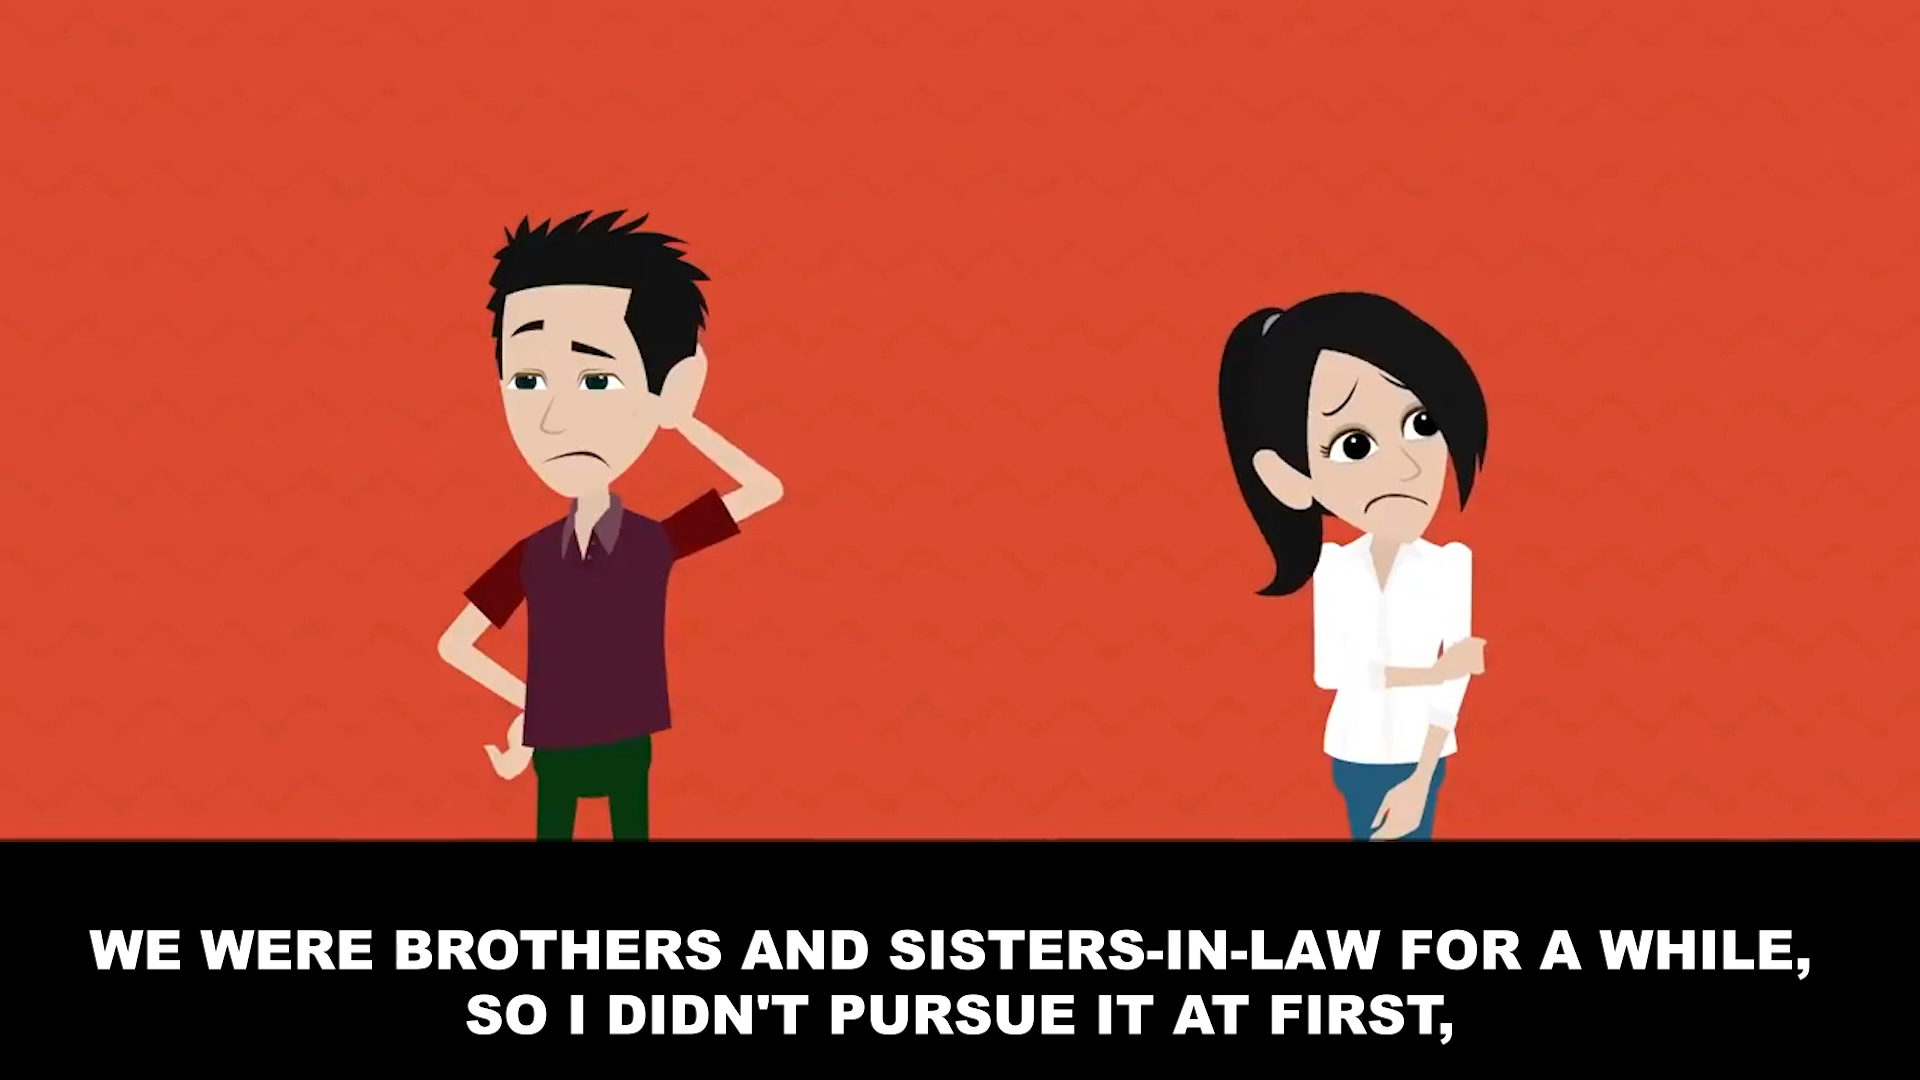 WE WERE BROTHERS AND SISTERS-IN-LAW FOR A WHILE,
SO I DIDN'T PURSUE IT AT FIRST,